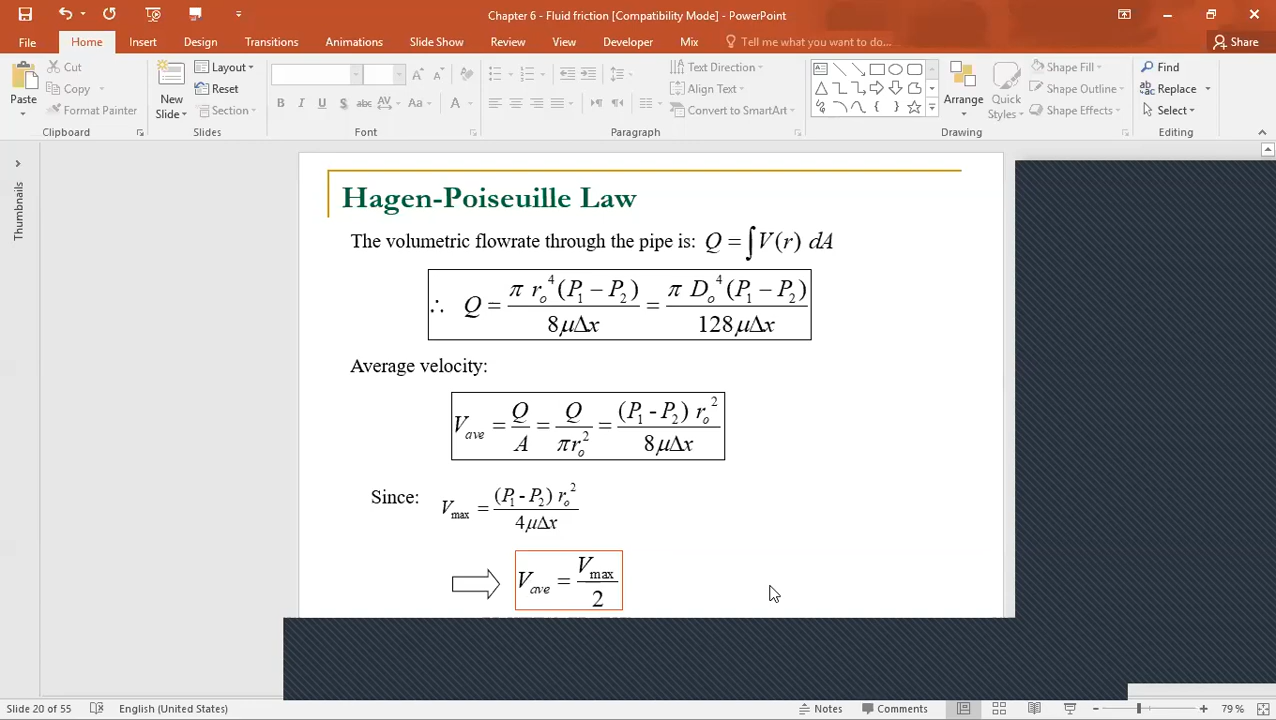 Chapter 6 - Fluid friction [Compatibility Mode] - PowerPoint
File Home Insert Design Transitions Animations Slide Show Review View Developer Mix Tell me what you want to do... Share
Paste
Cut
Copy
Format Painter
Clipboard
New Slide
Layout
Reset
Section
Slides
B I U S abc AV Aa A
Font
Text Direction
Align Text
Convert to SmartArt
Paragraph
Arrange
Quick Styles
Shape Fill
Shape Outline
Shape Effects
Drawing
Find
Replace
Select
Editing
Thumbnails
Hagen-Poiseuille Law
The volumetric flowrate through the pipe is: Q = ∫V(r) dA
∴ Q = π r_o^4 (P_1 − P_2) / 8μΔx = π D_o^4 (P_1 − P_2) / 128μΔx
Average velocity:
V_ave = Q / A = Q / πr_o^2 = (P_1 - P_2) r_o^2 / 8μΔx
Since: V_max = (P_1 - P_2) r_o^2 / 4μΔx
V_ave = V_max / 2
Slide 20 of 55 English (United States) Notes Comments 79 %